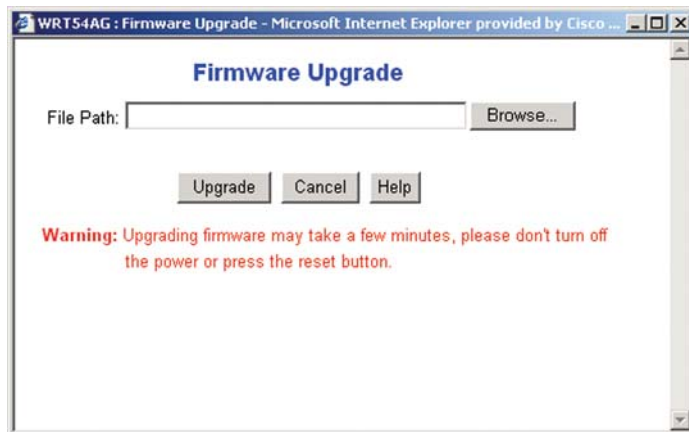 WRT54AG : Firmware Upgrade - Microsoft Internet Explorer provided by Cisco ...
Firmware Upgrade
File Path: Browse...
Upgrade Cancel Help
Warning: Upgrading firmware may take a few minutes, please don't turn off
the power or press the reset button.